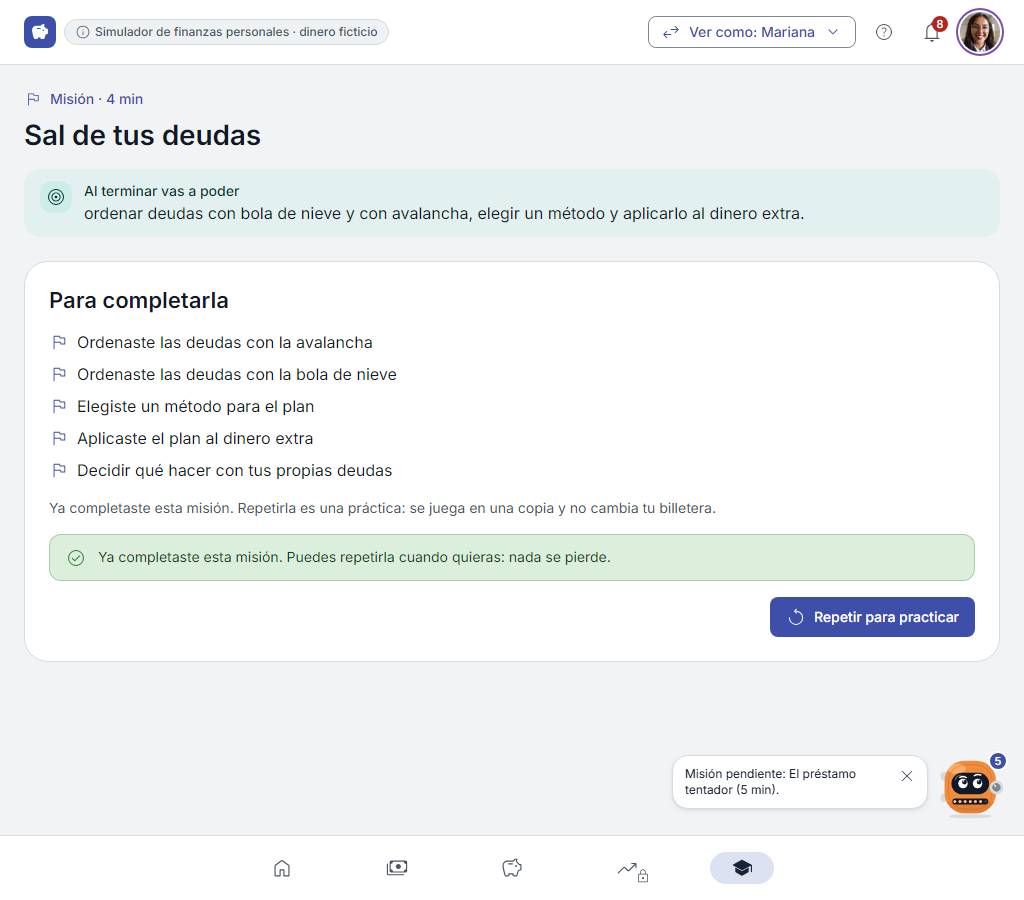 Simulador de finanzas personales · dinero ficticio
Ver como: Mariana
8
Misión · 4 min
Sal de tus deudas
Al terminar vas a poder
ordenar deudas con bola de nieve y con avalancha, elegir un método y aplicarlo al dinero extra.
Para completarla
Ordenaste las deudas con la avalancha
Ordenaste las deudas con la bola de nieve
Elegiste un método para el plan
Aplicaste el plan al dinero extra
Decidir qué hacer con tus propias deudas
Ya completaste esta misión. Repetirla es una práctica: se juega en una copia y no cambia tu billetera.
Ya completaste esta misión. Puedes repetirla cuando quieras: nada se pierde.
Repetir para practicar
Misión pendiente: El préstamo
tentador (5 min).
5